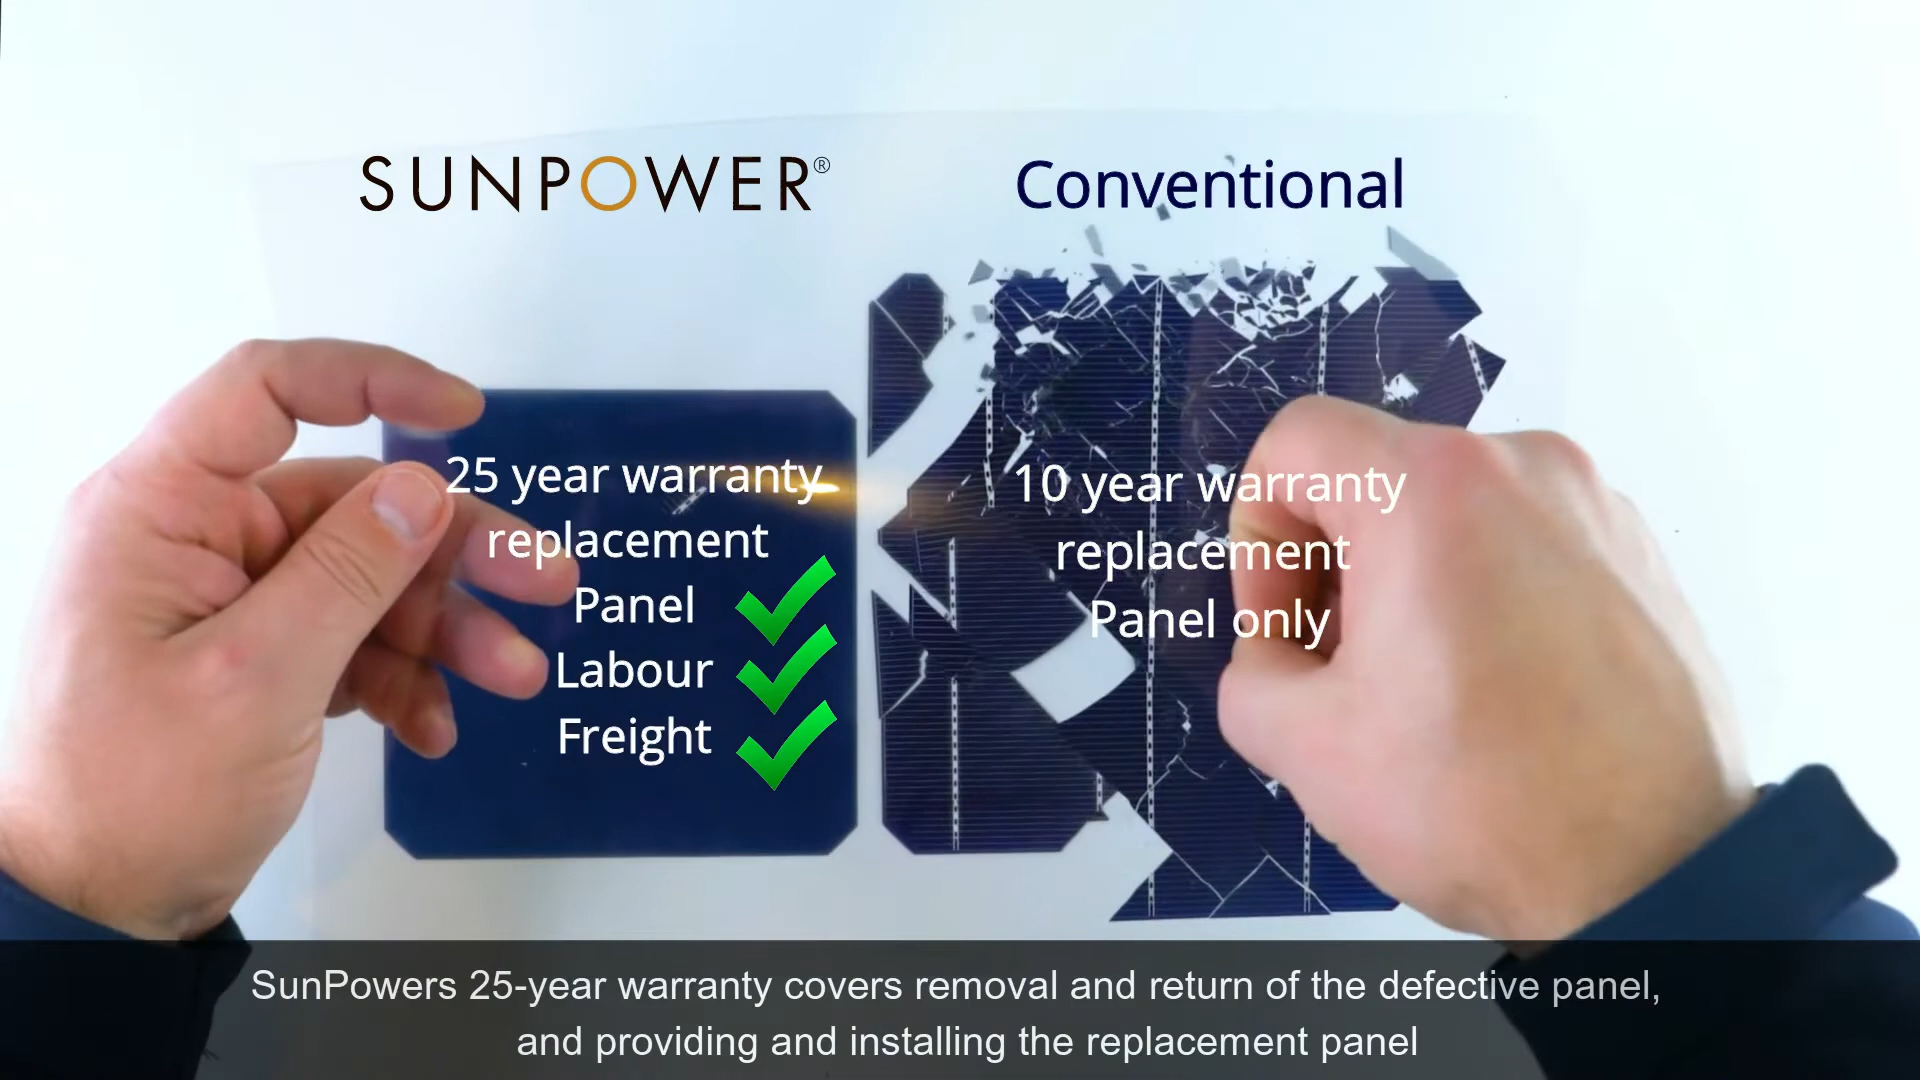 SUNPOWER®
25 year warranty
replacement
Panel
Labour
Freight
Conventional
10 year warranty
replacement
Panel only
SunPowers 25-year warranty covers removal and return of the defective panel,
and providing and installing the replacement panel